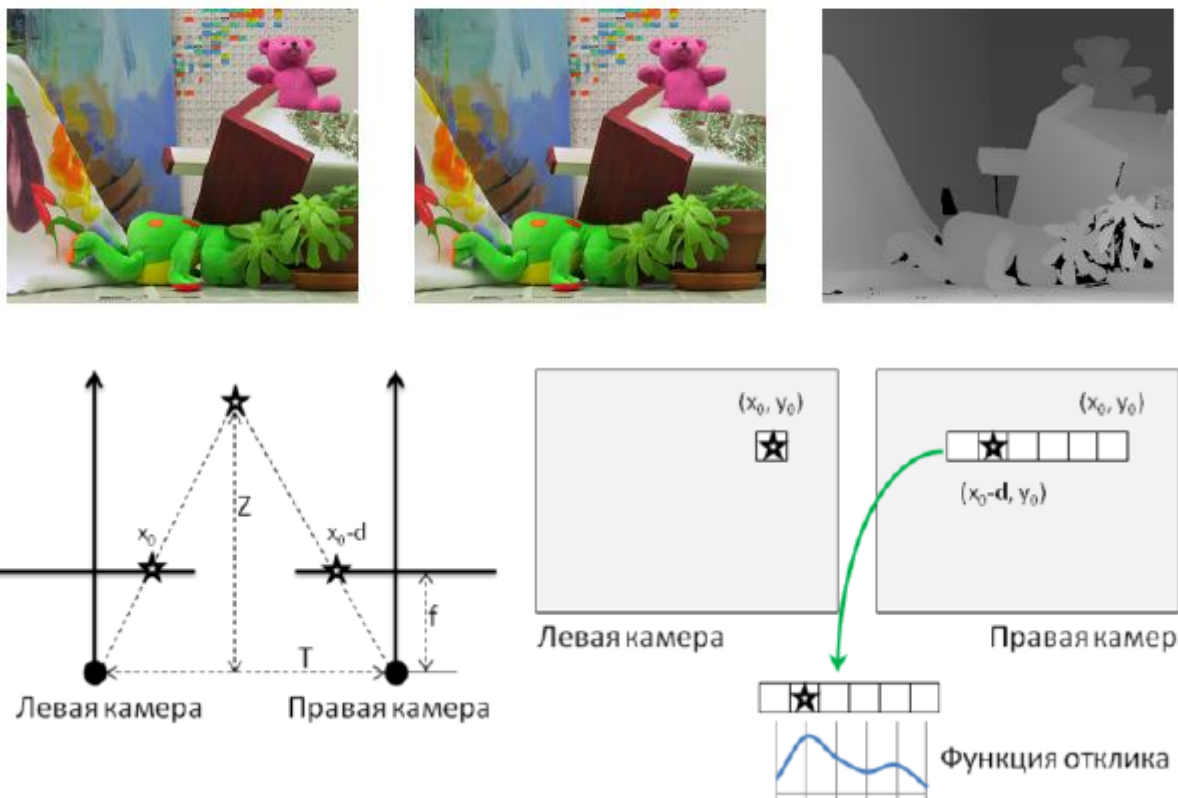 Z
x₀
x₀-d
f
T
Левая камера
Правая камера
(x₀, y₀)
(x₀, y₀)
(x₀-d, y₀)
Левая камера
Правая камер
Функция отклика